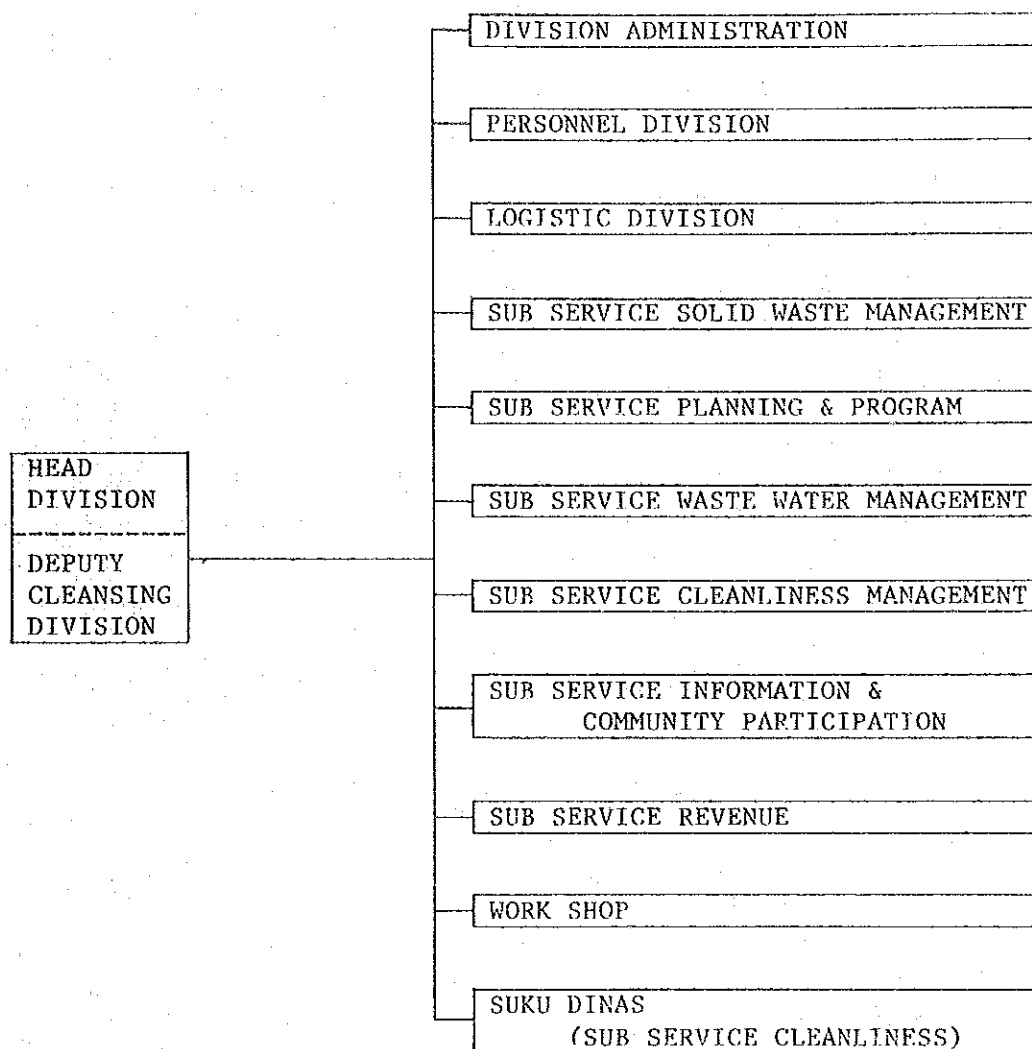 DIVISION ADMINISTRATION
PERSONNEL DIVISION
LOGISTIC DIVISION
SUB SERVICE SOLID WASTE MANAGEMENT
SUB SERVICE PLANNING & PROGRAM
HEAD
DIVISION
DEPUTY
CLEANSING
DIVISION
SUB SERVICE WASTE WATER MANAGEMENT
SUB SERVICE CLEANLINESS MANAGEMENT
SUB SERVICE INFORMATION &
COMMUNITY PARTICIPATION
SUB SERVICE REVENUE
WORK SHOP
SUKU DINAS
(SUB SERVICE CLEANLINESS)